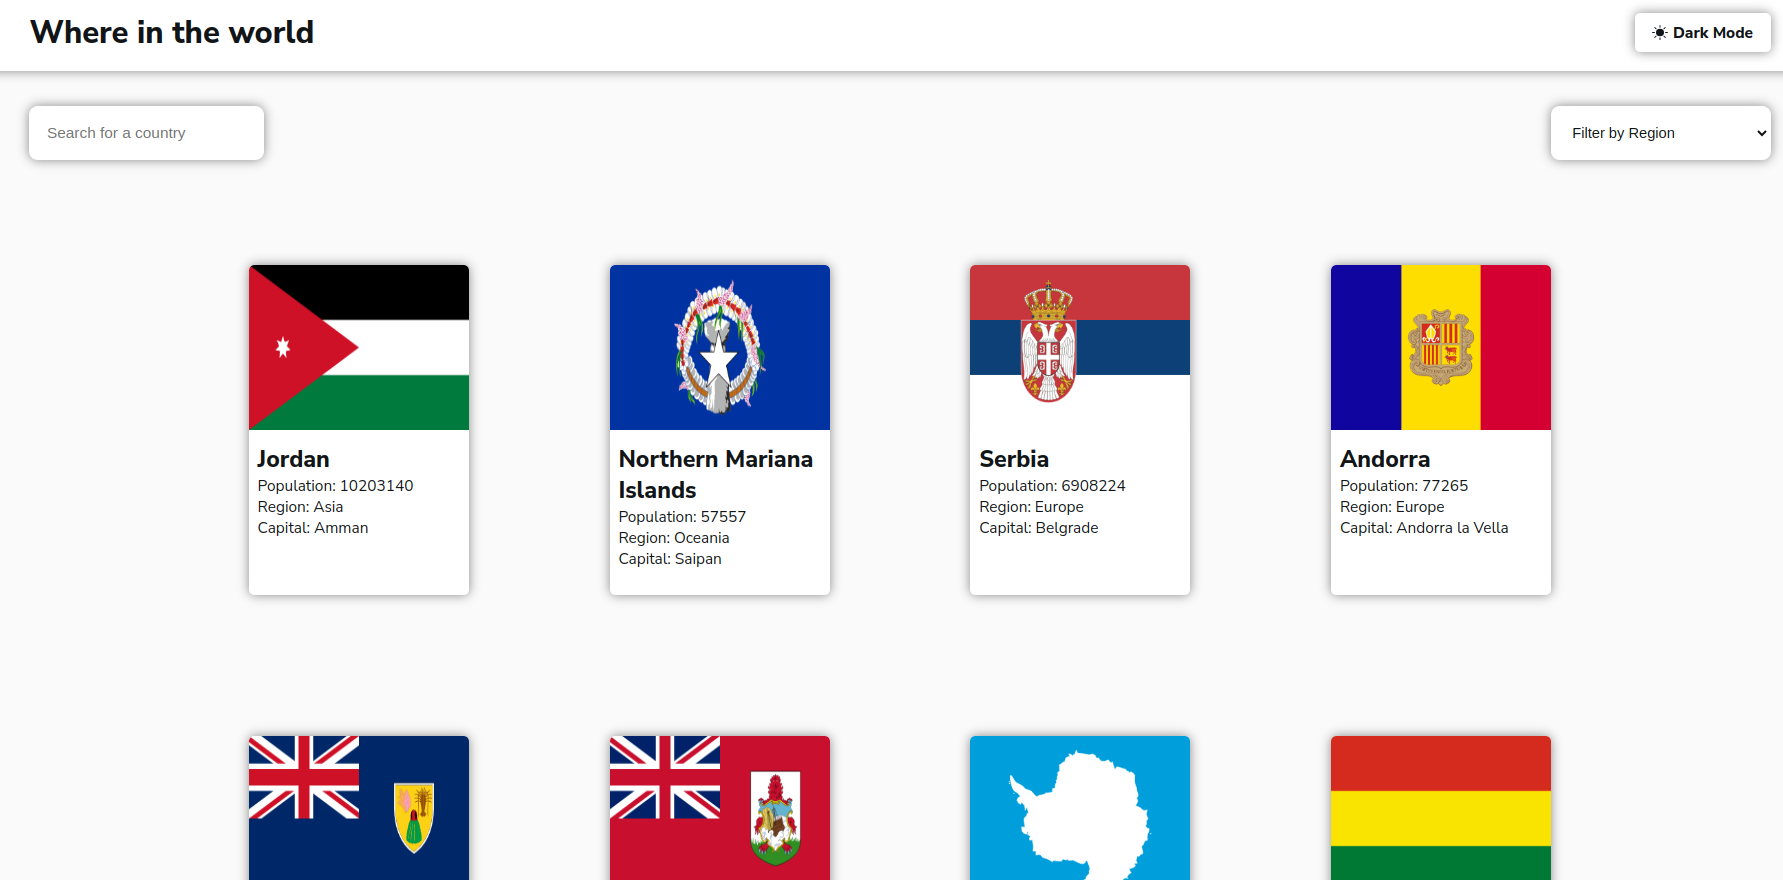 Where in the world
Dark Mode
Search for a country
Filter by Region
Jordan
Population: 10203140
Region: Asia
Capital: Amman
Northern Mariana
Islands
Population: 57557
Region: Oceania
Capital: Saipan
Serbia
Population: 6908224
Region: Europe
Capital: Belgrade
Andorra
Population: 77265
Region: Europe
Capital: Andorra la Vella